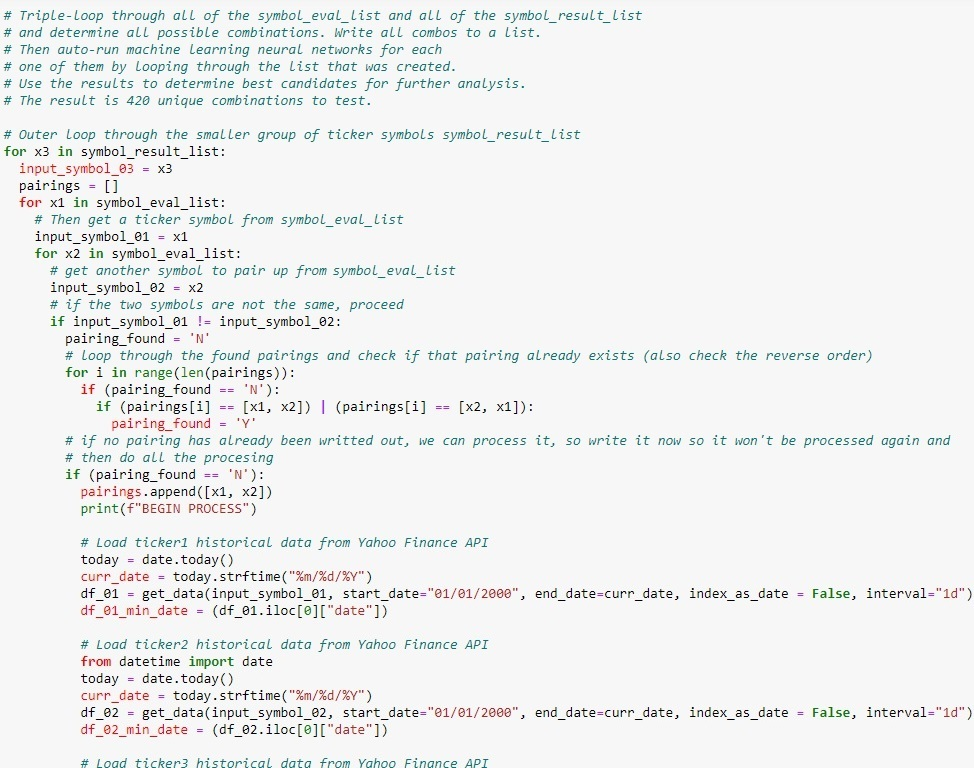 # Triple-loop through all of the symbol_eval_list and all of the symbol_result_list
# and determine all possible combinations. Write all combos to a list.
# Then auto-run machine learning neural networks for each
# one of them by looping through the list that was created.
# Use the results to determine best candidates for further analysis.
# The result is 420 unique combinations to test.
# Outer loop through the smaller group of ticker symbols symbol_result_list
for x3 in symbol_result_list:
input_symbol_03 = x3
pairings = []
for x1 in symbol_eval_list:
# Then get a ticker symbol from symbol_eval_list
input_symbol_01 = x1
for x2 in symbol_eval_list:
# get another symbol to pair up from symbol_eval_list
input_symbol_02 = x2
# if the two symbols are not the same, proceed
if input_symbol_01 != input_symbol_02:
pairing_found = 'N'
# loop through the found pairings and check if that pairing already exists (also check the reverse order)
for i in range(len(pairings)):
if (pairing_found == 'N'):
if (pairings[i] == [x1, x2]) | (pairings[i] == [x2, x1]):
pairing_found = 'Y'
# if no pairing has already been writted out, we can process it, so write it now so it won't be processed again and
# then do all the procesing
if (pairing_found == 'N'):
pairings.append([x1, x2])
print(f"BEGIN PROCESS")
# Load ticker1 historical data from Yahoo Finance API
today = date.today()
curr_date = today.strftime("%m/%d/%Y")
df_01 = get_data(input_symbol_01, start_date="01/01/2000", end_date=curr_date, index_as_date = False, interval="1d")
df_01_min_date = (df_01.iloc[0]["date"])
# Load ticker2 historical data from Yahoo Finance API
from datetime import date
today = date.today()
curr_date = today.strftime("%m/%d/%Y")
df_02 = get_data(input_symbol_02, start_date="01/01/2000", end_date=curr_date, index_as_date = False, interval="1d")
df_02_min_date = (df_02.iloc[0]["date"])
# Load ticker3 historical data from Yahoo Finance API